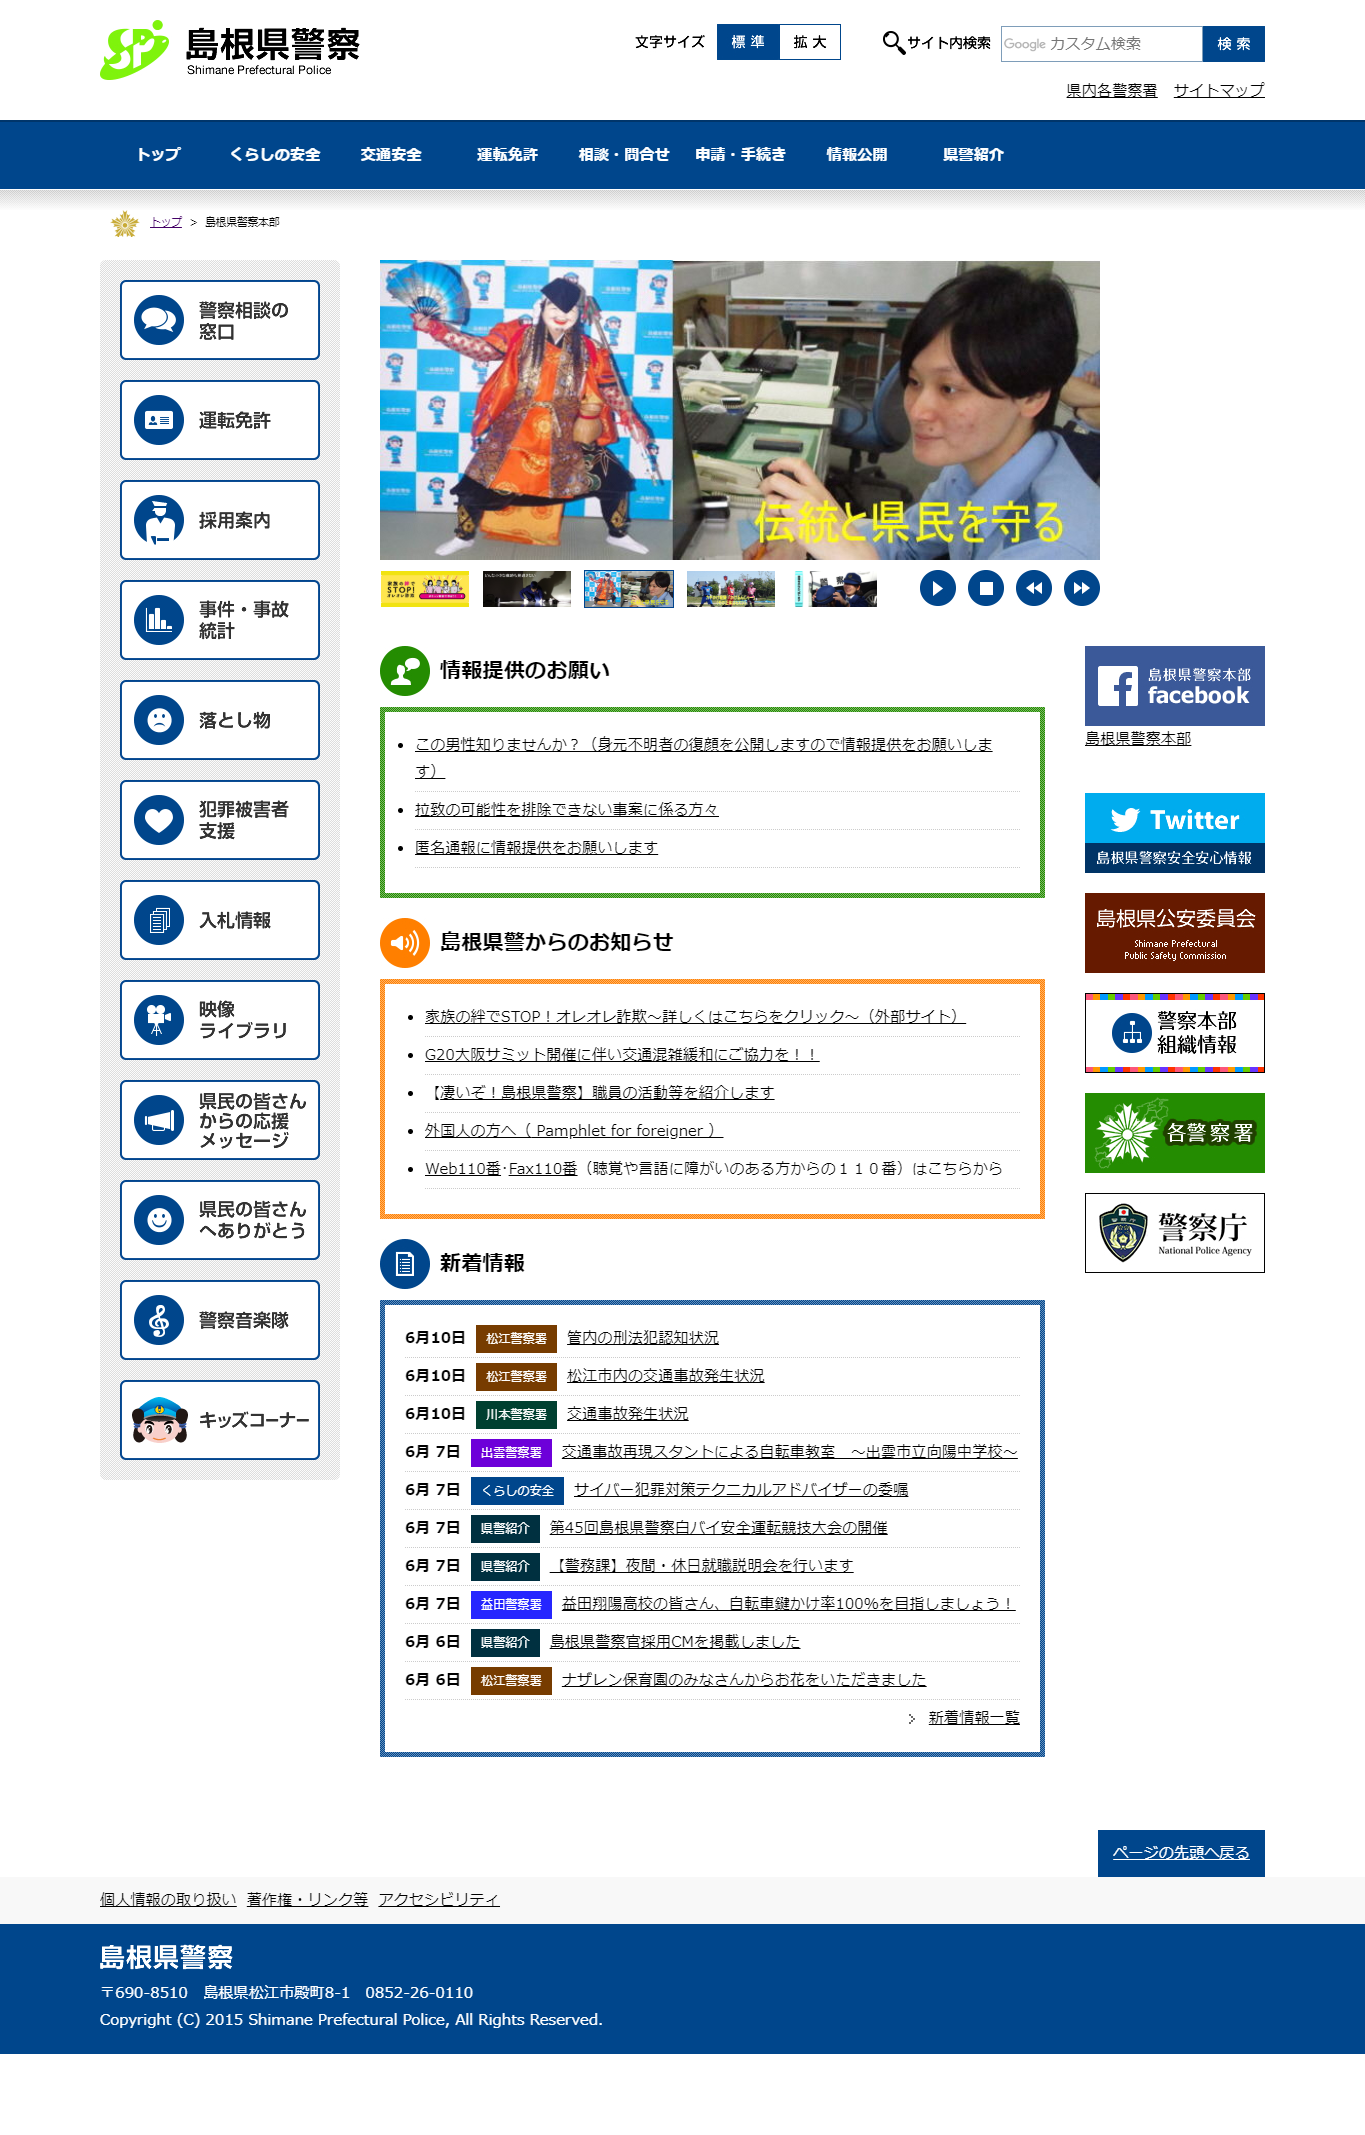 島根県警察
Shimane Prefectural Police
文字サイズ 標準 拡大
サイト内検索 Google カスタム検索 検索
県内各警察署 サイトマップ
トップ くらしの安全 交通安全 運転免許 相談・問合せ 申請・手続き 情報公開 県警紹介
トップ > 島根県警察本部
警察相談の
窓口
運転免許
採用案内
事件・事故
統計
落とし物
犯罪被害者
支援
入札情報
映像
ライブラリ
県民の皆さん
からの応援
メッセージ
県民の皆さん
へありがとう
警察音楽隊
キッズコーナー
伝統と県民を守る
STOP!
情報提供のお願い
この男性知りませんか？（身元不明者の復顔を公開しますので情報提供をお願いしま
す）
拉致の可能性を排除できない事案に係る方々
匿名通報に情報提供をお願いします
島根県警からのお知らせ
家族の絆でSTOP！オレオレ詐欺～詳しくはこちらをクリック～（外部サイト）
G20大阪サミット開催に伴い交通混雑緩和にご協力を！！
【凄いぞ！島根県警察】職員の活動等を紹介します
外国人の方へ（ Pamphlet for foreigner ）
Web110番･Fax110番（聴覚や言語に障がいのある方からの１１０番）はこちらから
新着情報
6月10日 松江警察署 管内の刑法犯認知状況
6月10日 松江警察署 松江市内の交通事故発生状況
6月10日 川本警察署 交通事故発生状況
6月 7日 出雲警察署 交通事故再現スタントによる自転車教室　～出雲市立向陽中学校～
6月 7日 くらしの安全 サイバー犯罪対策テクニカルアドバイザーの委嘱
6月 7日 県警紹介 第45回島根県警察白バイ安全運転競技大会の開催
6月 7日 県警紹介 【警務課】夜間・休日就職説明会を行います
6月 7日 益田警察署 益田翔陽高校の皆さん、自転車鍵かけ率100％を目指しましょう！
6月 6日 県警紹介 島根県警察官採用CMを掲載しました
6月 6日 松江警察署 ナザレン保育園のみなさんからお花をいただきました
新着情報一覧
島根県警察本部
facebook
島根県警察本部
Twitter
島根県警察安全安心情報
島根県公安委員会
Shimane Prefectural
Public Safety Commission
警察本部
組織情報
各警察署
警察庁
National Police Agency
ページの先頭へ戻る
個人情報の取り扱い 著作権・リンク等 アクセシビリティ
島根県警察
〒690-8510　島根県松江市殿町8-1　0852-26-0110
Copyright (C) 2015 Shimane Prefectural Police, All Rights Reserved.